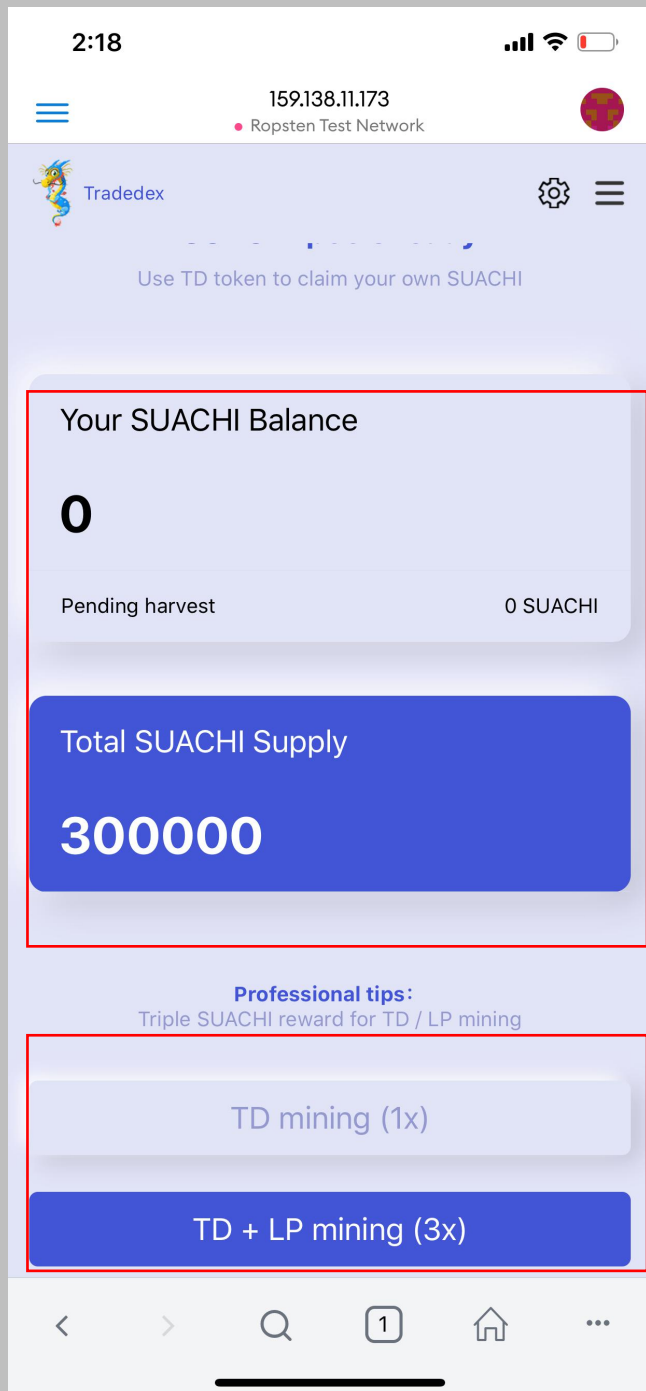 2:18
159.138.11.173
Ropsten Test Network
Tradedex
Use TD token to claim your own SUACHI
Your SUACHI Balance
0
Pending harvest 0 SUACHI
Total SUACHI Supply
300000
Professional tips:
Triple SUACHI reward for TD / LP mining
TD mining (1x)
TD + LP mining (3x)
1